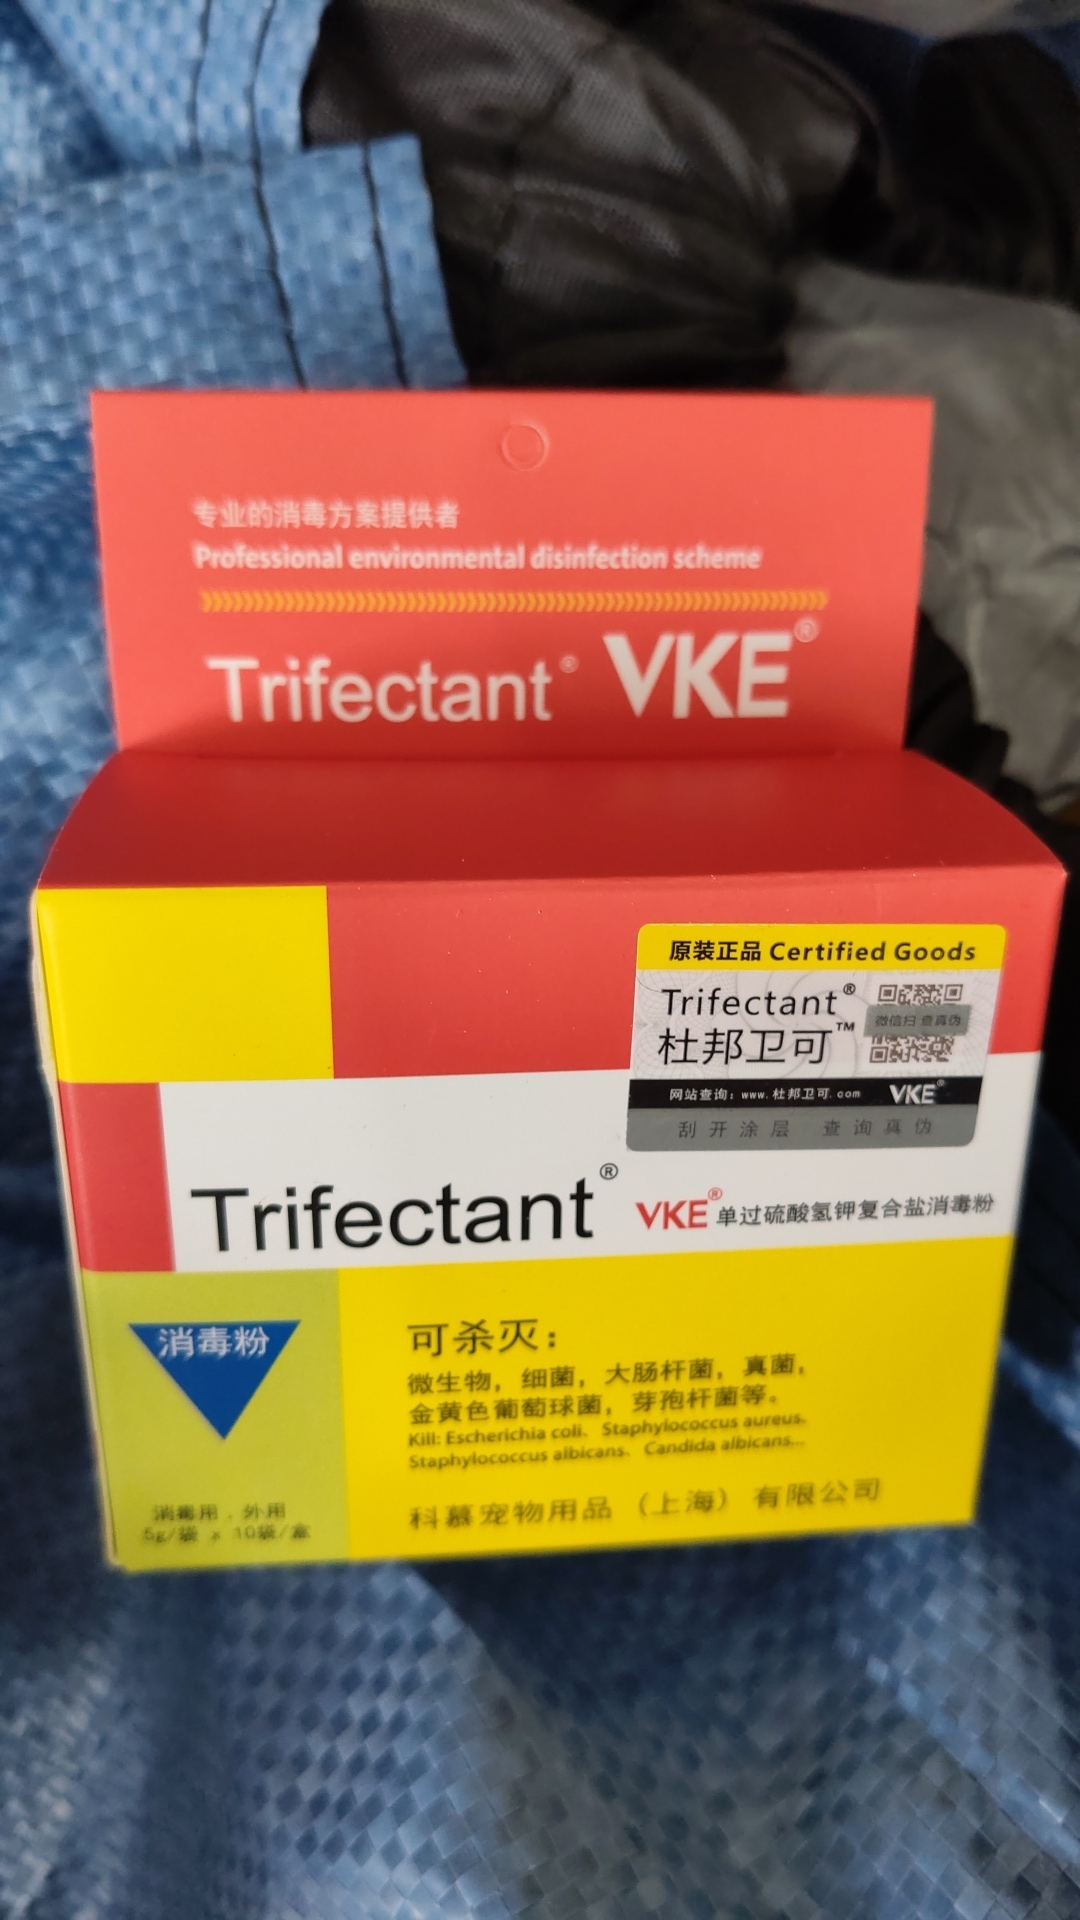 专业的消毒方案提供者
Professional environmental disinfection scheme
Trifectant® VKE®
原装正品 Certified Goods
Trifectant®
杜邦卫可™
微信扫 查真伪
网站查询：www.杜邦卫可.com VKE®
刮开涂层 查询真伪
Trifectant® VKE®单过硫酸氢钾复合盐消毒粉
消毒粉
可杀灭：
微生物，细菌，大肠杆菌，真菌，
金黄色葡萄球菌，芽孢杆菌等。
Kill: Escherichia coli、Staphylococcus aureus、
Staphylococcus albicans、Candida albicans...
消毒用．外用
5g/袋 x 10袋/盒
科慕宠物用品（上海）有限公司